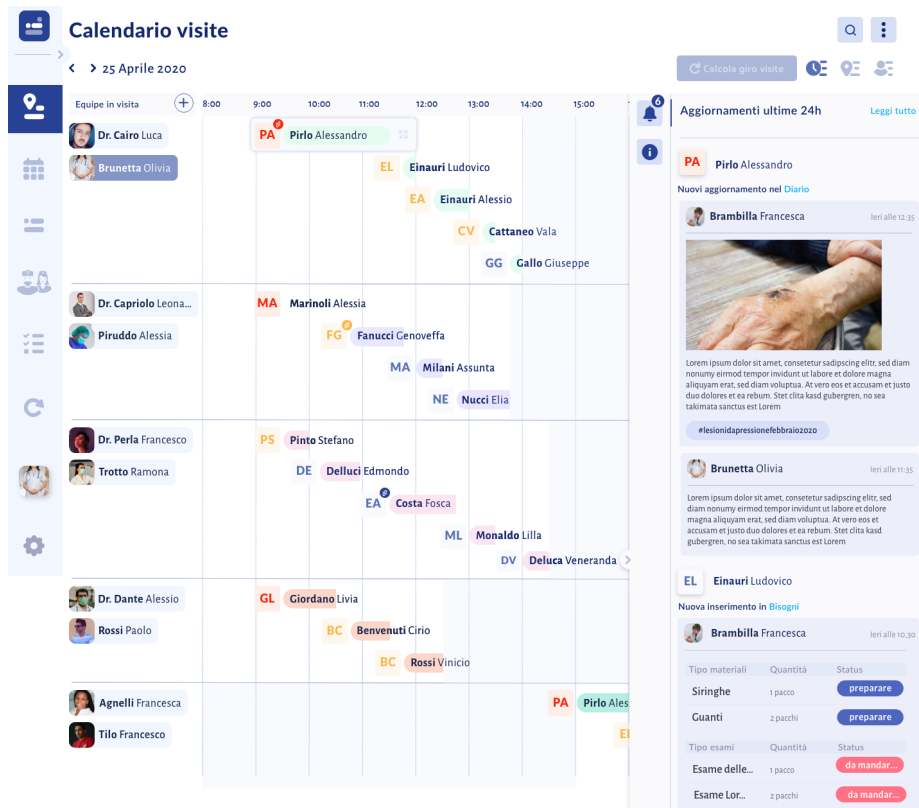 Calendario visite
25 Aprile 2020
Calcola giro visite
Equipe in visita
8:00 9:00 10:00 11:00 12:00 13:00 14:00 15:00
Dr. Cairo Luca
Brunetta Olivia
PA Pirlo Alessandro
EL Einauri Ludovico
EA Einauri Alessio
CV Cattaneo Vala
GG Gallo Giuseppe
Dr. Capriolo Leona...
Piruddo Alessia
MA Marinoli Alessia
FG Fanucci Genoveffa
MA Milani Assunta
NE Nucci Elia
Dr. Perla Francesco
Trotto Ramona
PS Pinto Stefano
DE Delluci Edmondo
EA Costa Fosca
ML Monaldo Lilla
DV Deluca Veneranda
Dr. Dante Alessio
Rossi Paolo
GL Giordano Livia
BC Benvenuti Cirio
BC Rossi Vinicio
Agnelli Francesca
Tilo Francesco
PA Pirlo Ales
6
Aggiornamenti ultime 24h
Leggi tutto
PA Pirlo Alessandro
Nuovi aggiornamento nel Diario
Brambilla Francesca
Ieri alle 12:35
Lorem ipsum dolor sit amet, consetetur sadipscing elitr, sed diam
nonumy eirmod tempor invidunt ut labore et dolore magna
aliquyam erat, sed diam voluptua. At vero eos et accusam et justo
duo dolores et ea rebum. Stet clita kasd gubergren, no sea
takimata sanctus est Lorem
#lesionidapressionefebbraio2020
Brunetta Olivia
Ieri alle 11:35
Lorem ipsum dolor sit amet, consetetur sadipscing elitr, sed
diam nonumy eirmod tempor invidunt ut labore et dolore
magna aliquyam erat, sed diam voluptua. At vero eos et
accusam et justo duo dolores et ea rebum. Stet clita kasd
gubergren, no sea takimata sanctus est Lorem
EL Einauri Ludovico
Nuova inserimento in Bisogni
Brambilla Francesca
Ieri alle 10,30
Tipo materiali Quantità Status
Siringhe 1 pacco preparare
Guanti 2 pacchi preparare
Tipo esami Quantità Status
Esame delle... 1 pacco da mandar...
Esame Lor... 2 pacchi da mandar...